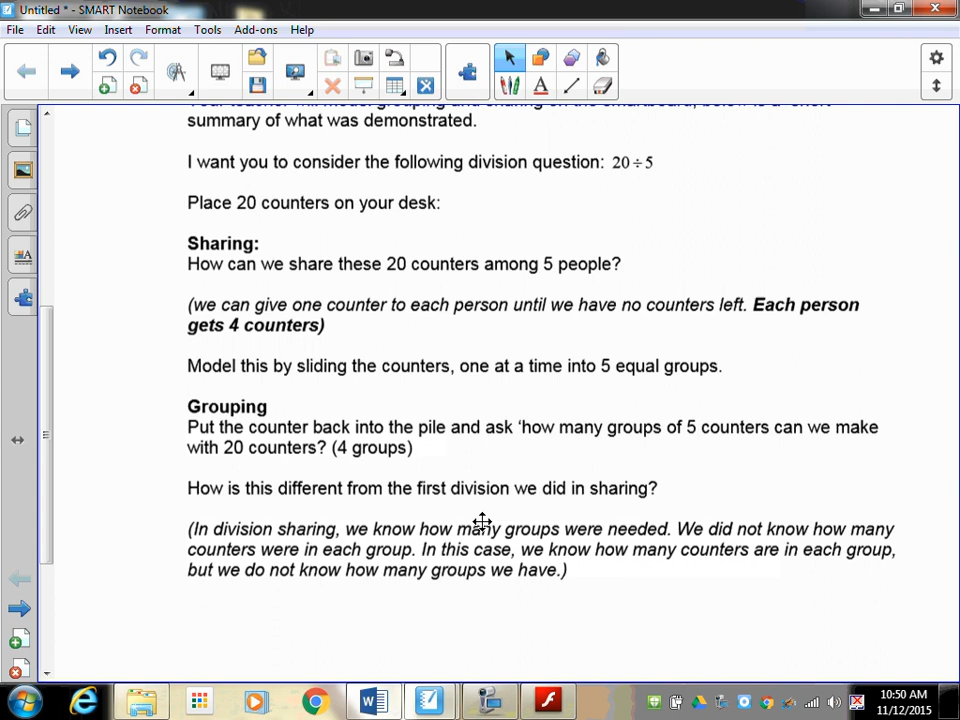 Untitled * - SMART Notebook
File Edit View Insert Format Tools Add-ons Help
summary of what was demonstrated.
I want you to consider the following division question: 20÷5
Place 20 counters on your desk:
Sharing:
How can we share these 20 counters among 5 people?
(we can give one counter to each person until we have no counters left. Each person
gets 4 counters)
Model this by sliding the counters, one at a time into 5 equal groups.
Grouping
Put the counter back into the pile and ask ‘how many groups of 5 counters can we make
with 20 counters? (4 groups)
How is this different from the first division we did in sharing?
(In division sharing, we know how many groups were needed. We did not know how many
counters were in each group. In this case, we know how many counters are in each group,
but we do not know how many groups we have.)
10:50 AM
11/12/2015